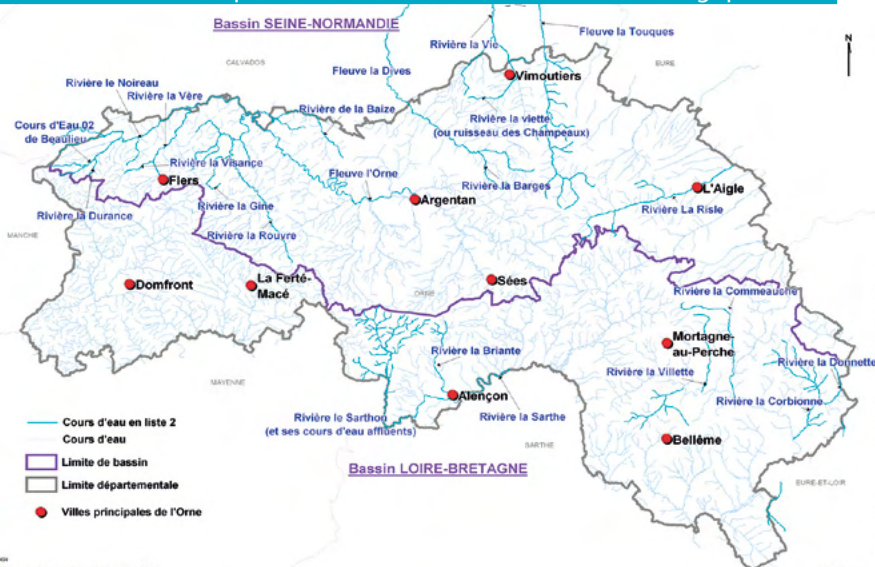 Bassin SEINE-NORMANDIE
Fleuve la Touques
Rivière la Vie
N
CALVADOS
EURE
Fleuve la Dives
Vimoutiers
Rivière le Noireau
Rivière la Vère
Rivière de la Baize
Rivière la viette
(ou ruisseau des Champeaux)
Cours d'Eau 02
de Beaulieu
Rivière la Visance
Flers
Fleuve l'Orne
Rivière la Barges
L'Aigle
Argentan
Rivière la Durance
Rivière la Gine
Rivière La Risle
MANCHE
Rivière la Rouvre
Domfront
La Ferté-
Macé
Sées
ORNE
Rivière la Commeauche
Mortagne-
au-Perche
Rivière la Briante
Rivière la Donnette
Rivière la Villette
MAYENNE
Alençon
Rivière la Corbionne
Rivière le Sarthon
(et ses cours d'eau affluents)
Rivière la Sarthe
SARTHE
Bellême
Bassin LOIRE-BRETAGNE
EURE-ET-LOIR
Cours d'eau en liste 2
Cours d'eau
Limite de bassin
Limite départementale
Villes principales de l'Orne